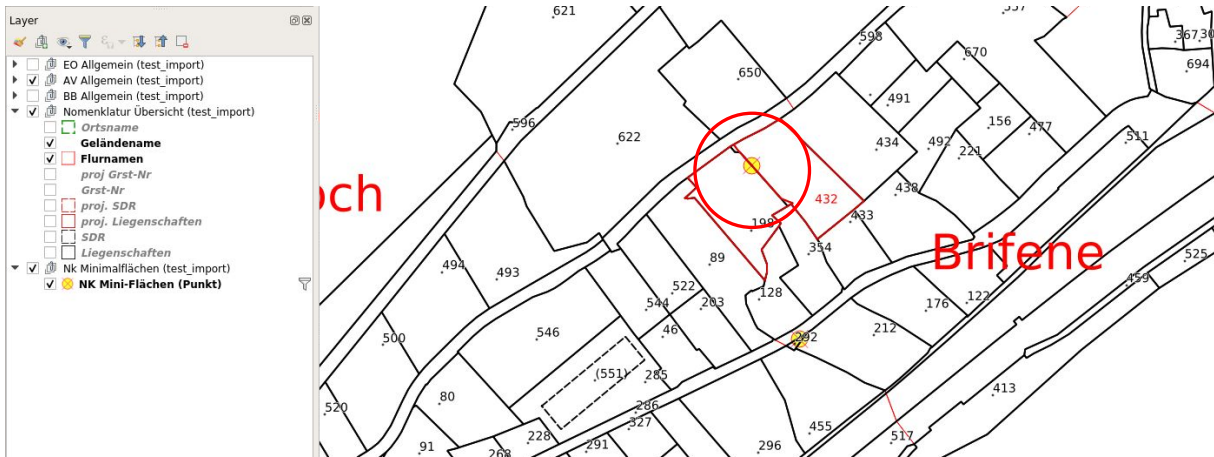 Layer
EO Allgemein (test_import)
AV Allgemein (test_import)
BB Allgemein (test_import)
Nomenklatur Übersicht (test_import)
Ortsname
Geländename
Flurnamen
proj Grst-Nr
Grst-Nr
proj. SDR
proj. Liegenschaften
SDR
Liegenschaften
Nk Minimalflächen (test_import)
NK Mini-Flächen (Punkt)
621
598
670
367
694
650
491
596
622
156
477
511
434
492
221
432
438
och
198
433
Brifene
354
89
494
493
525
459
522
128
544
203
176
122
546
46
212
292
500
(551)
285
413
80
520
286
327
455
228
517
91
268
291
296